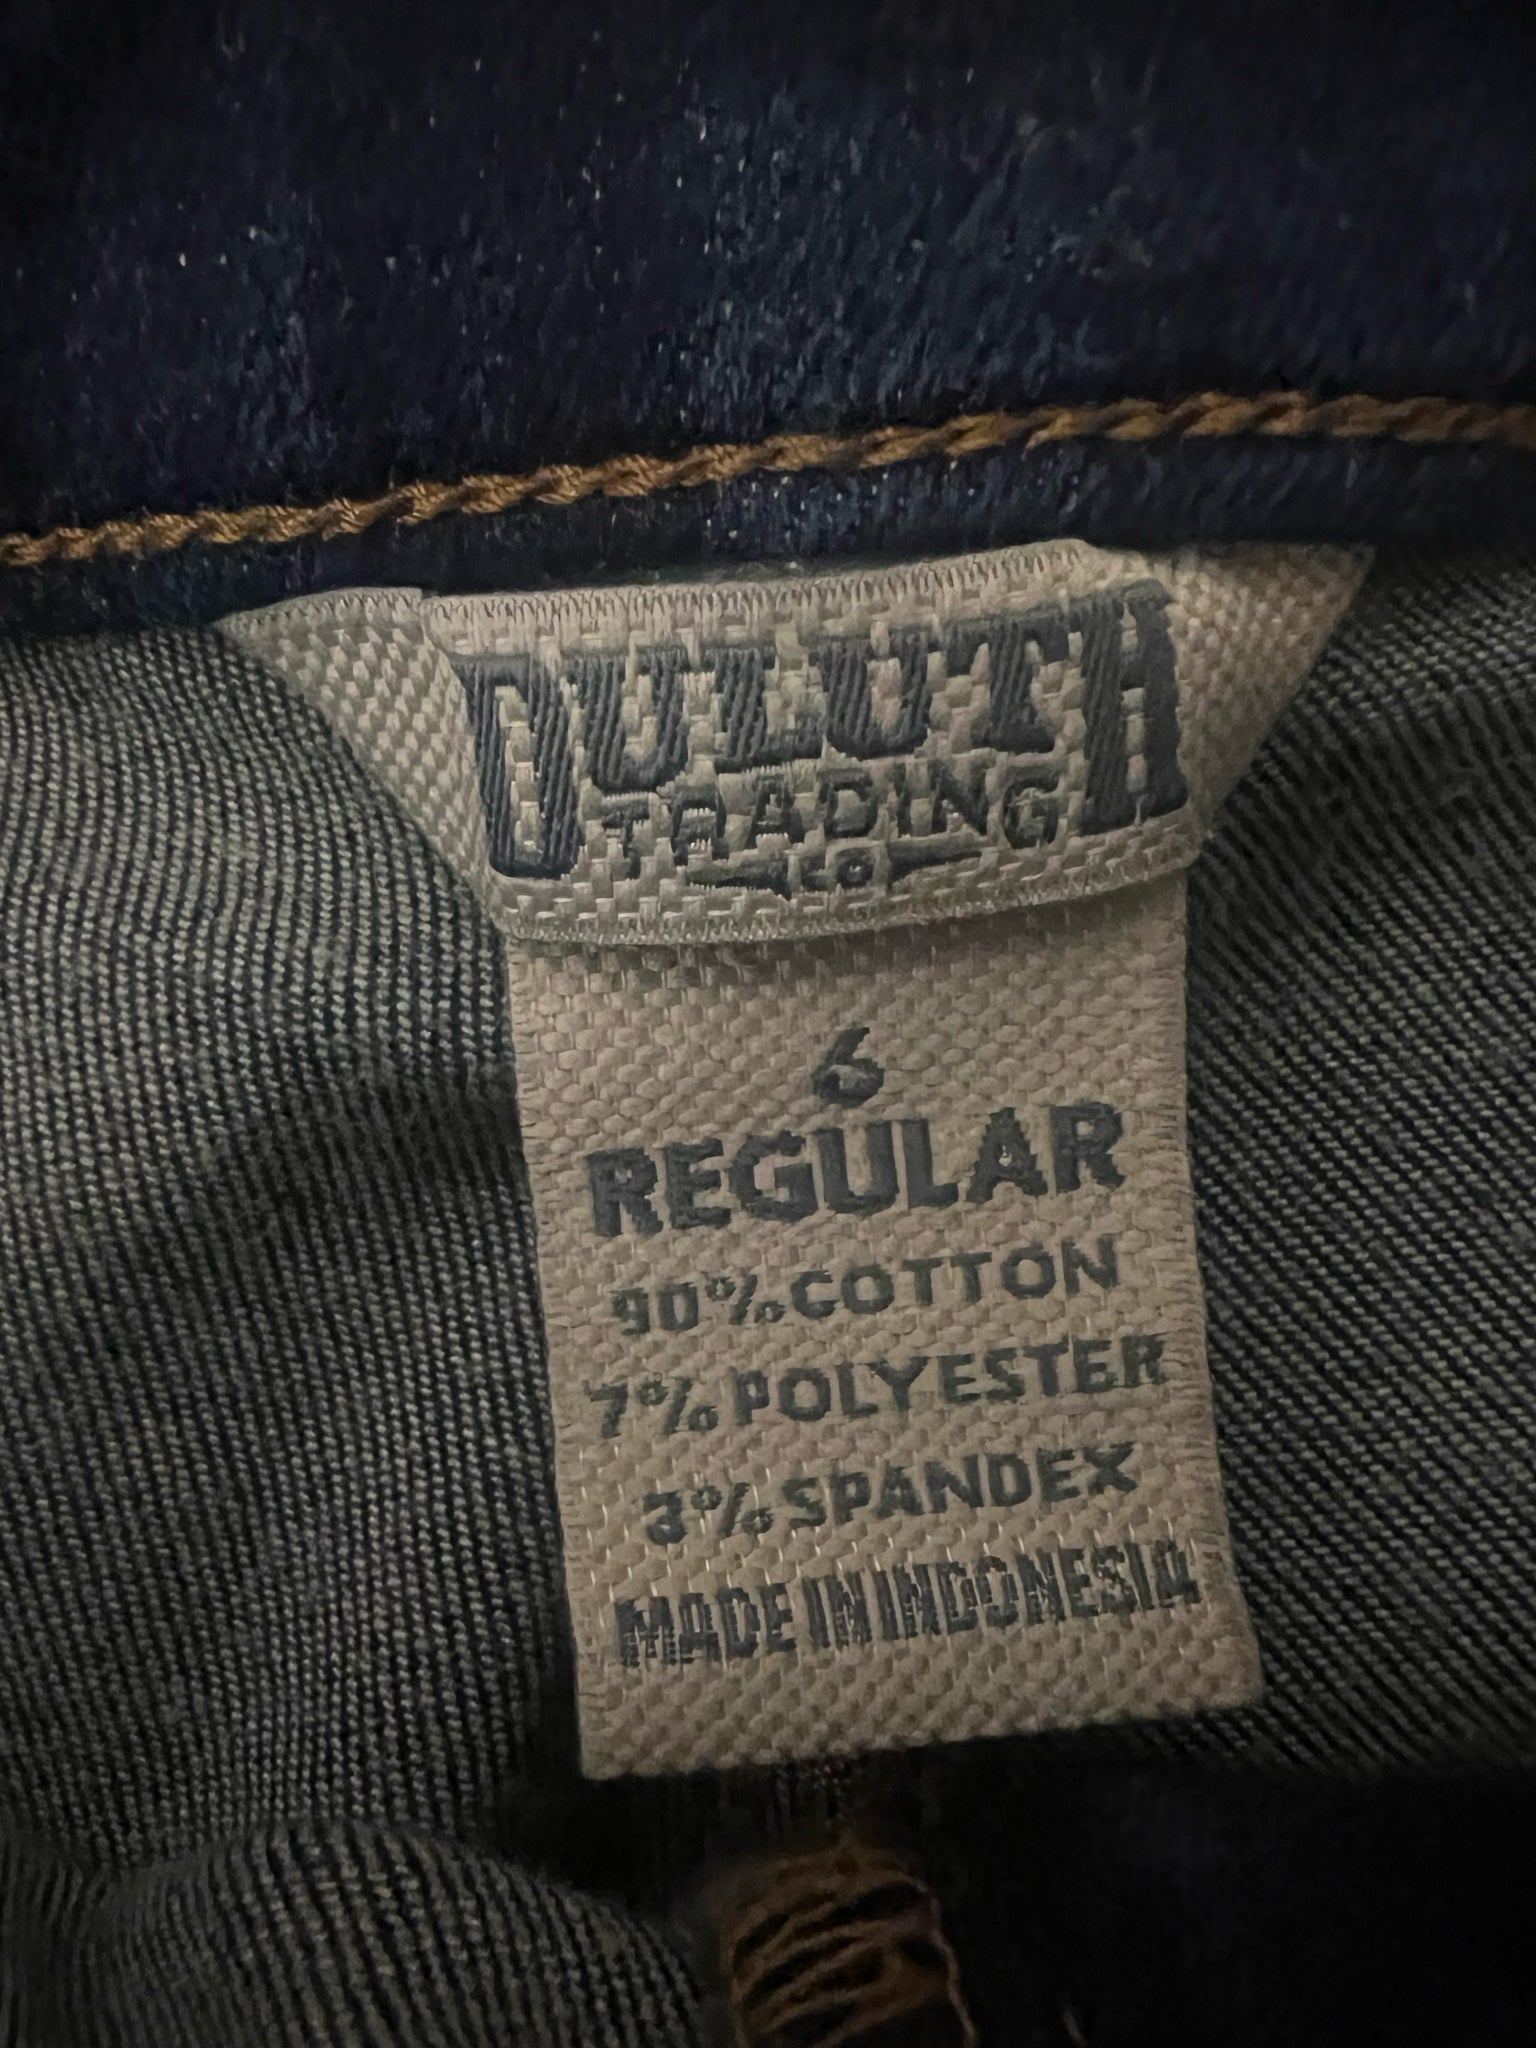 DULUTH
TRADING
Co
6
REGULAR
90% COTTON
7% POLYESTER
3% SPANDEX
MADE IN INDONESIA